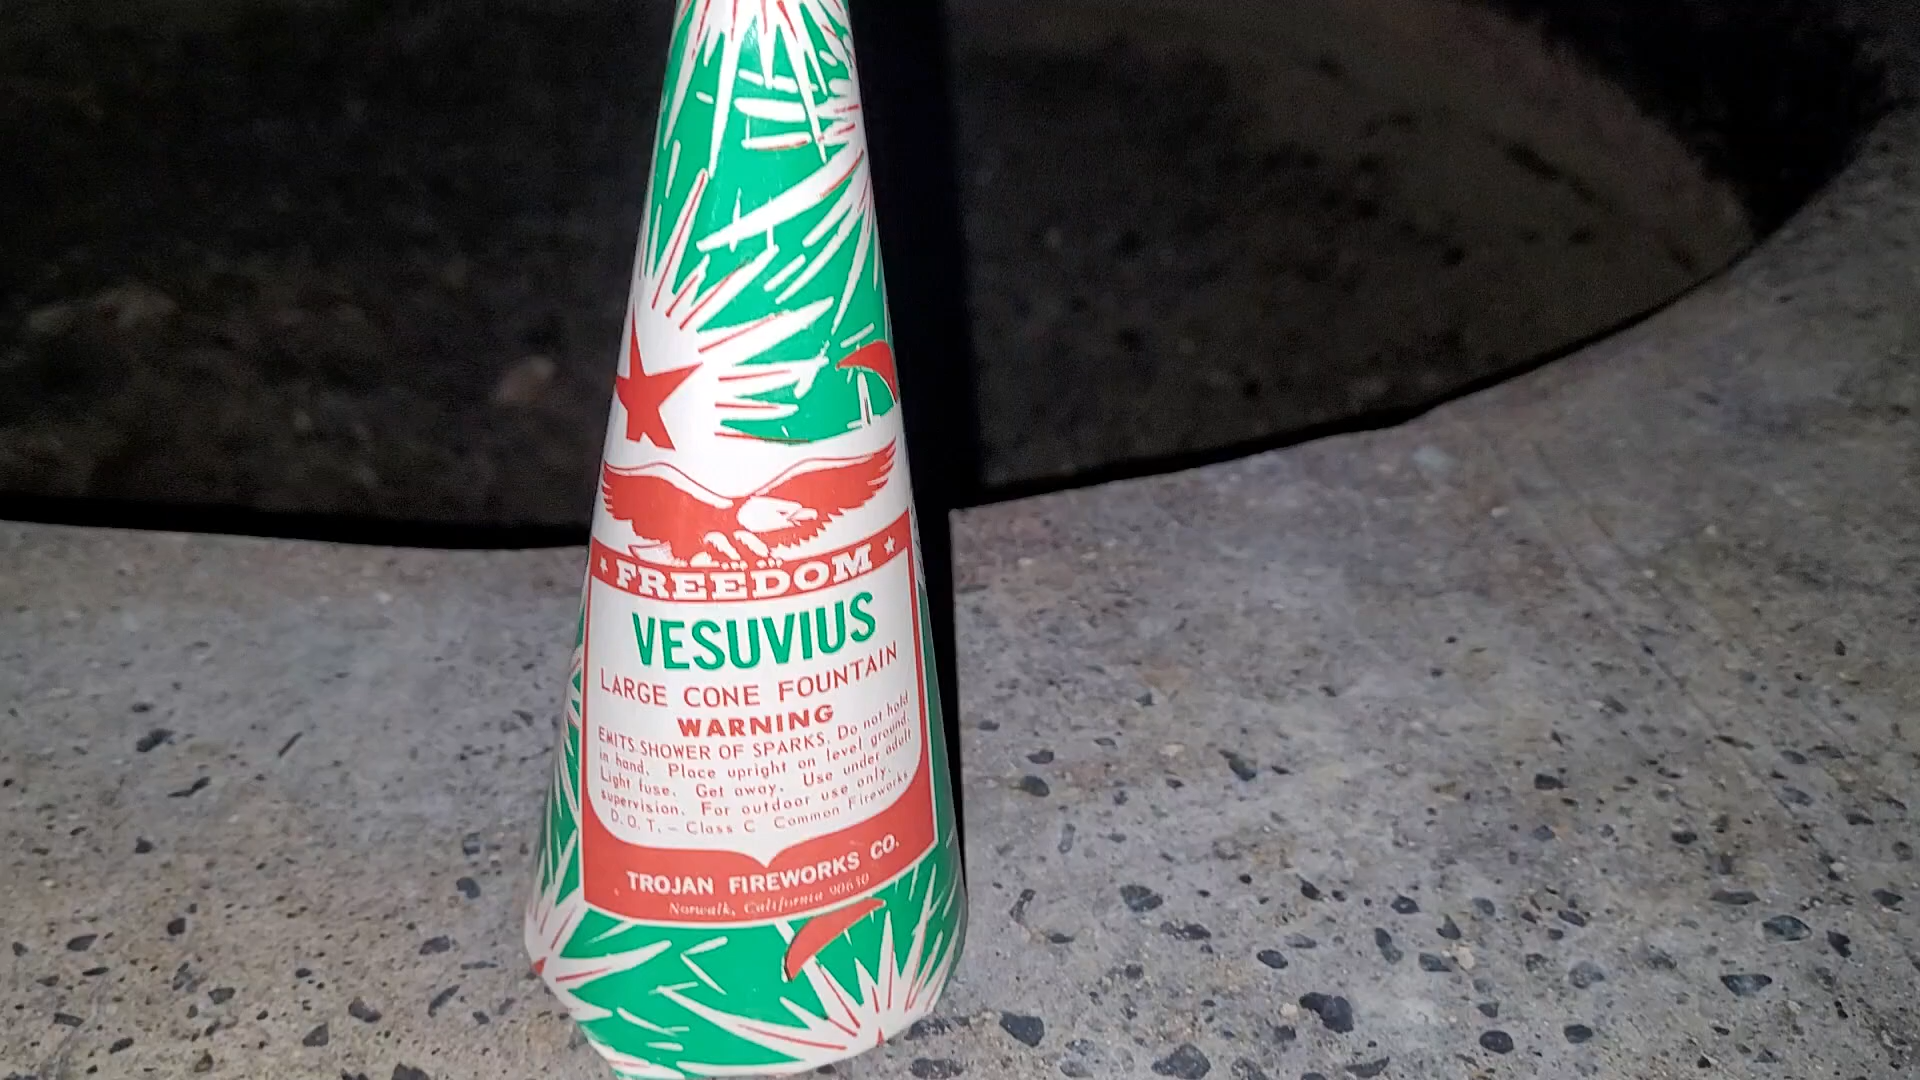 FREEDOM
VESUVIUS
LARGE CONE FOUNTAIN
WARNING
EMITS SHOWER OF SPARKS. Do not hold
in hand. Place upright on level ground.
Light fuse. Get away. Use under adult
supervision. For outdoor use only.
D.O.T. – Class C Common Fireworks
TROJAN FIREWORKS CO.
Norwalk, California 90650